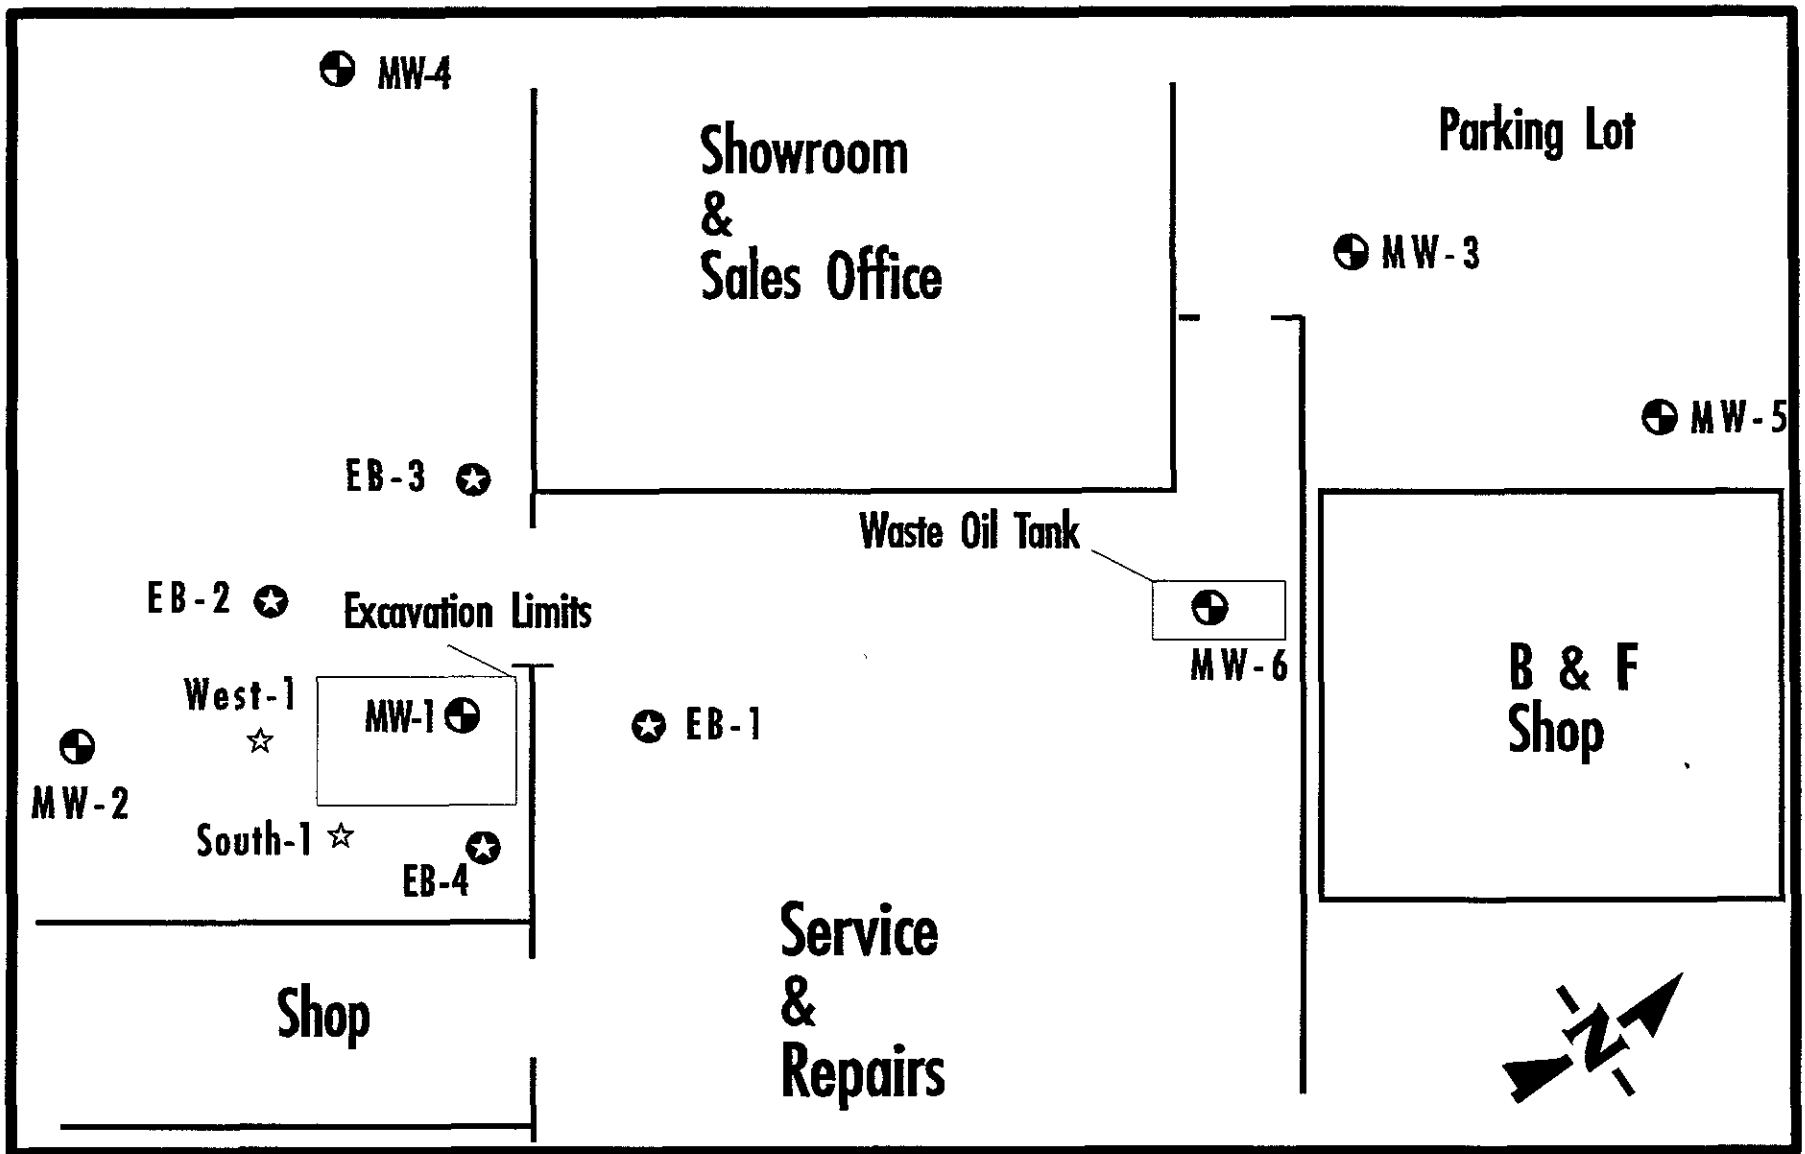 MW-4
Showroom
&
Sales Office
Parking Lot
MW-3
MW-5
EB-3
Waste Oil Tank
EB-2
Excavation Limits
MW-6
B & F
Shop
West-1
MW-1
EB-1
MW-2
South-1
EB-4
Service
&
Repairs
Shop
N